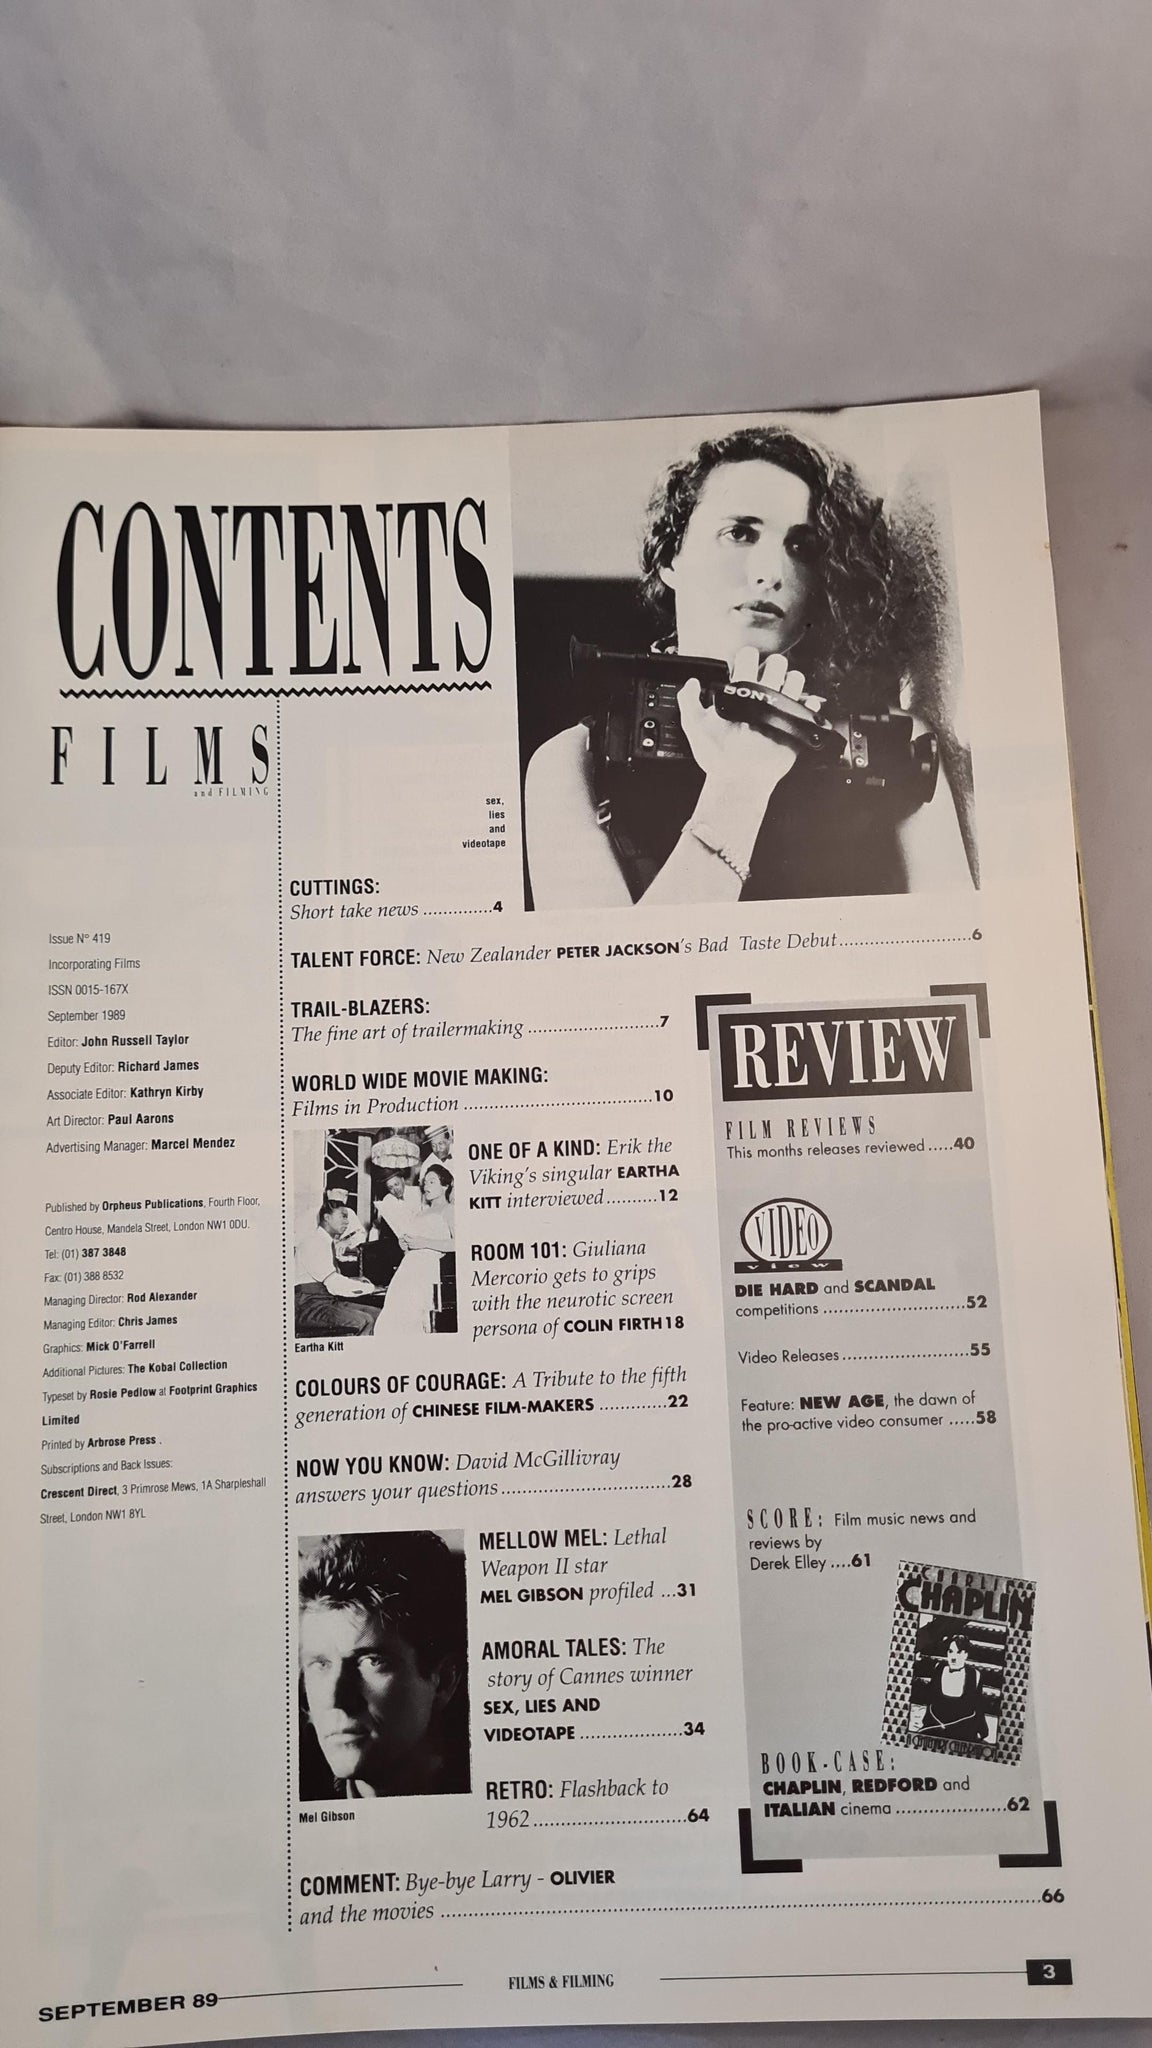 CONTENTS
FILMS
and FILMING
Issue Nº 419
Incorporating Films
ISSN 0015-167X
September 1989
Editor: John Russell Taylor
Deputy Editor: Richard James
Associate Editor: Kathryn Kirby
Art Director: Paul Aarons
Advertising Manager: Marcel Mendez
Published by Orpheus Publications, Fourth Floor,
Centro House, Mandela Street, London NW1 0DU.
Tel: (01) 387 3848
Fax: (01) 388 8532
Managing Director: Rod Alexander
Managing Editor: Chris James
Graphics: Mick O'Farrell
Additional Pictures: The Kobal Collection
Typeset by Rosie Pedlow at Footprint Graphics
Limited
Printed by Arbrose Press .
Subscriptions and Back Issues:
Crescent Direct, 3 Primrose Mews, 1A Sharpleshall
Street, London NW1 8YL
SONY
sex,
lies
and
videotape
CUTTINGS:
Short take news ..............4
TALENT FORCE: New Zealander PETER JACKSON's Bad Taste Debut..........................6
TRAIL-BLAZERS:
The fine art of trailermaking ..........................7
WORLD WIDE MOVIE MAKING:
Films in Production .....................................10
Eartha Kitt
ONE OF A KIND: Erik the
Viking's singular EARTHA
KITT interviewed..........12
ROOM 101: Giuliana
Mercorio gets to grips
with the neurotic screen
persona of COLIN FIRTH 18
COLOURS OF COURAGE: A Tribute to the fifth
generation of CHINESE FILM-MAKERS .............22
NOW YOU KNOW: David McGillivray
answers your questions..................................28
Mel Gibson
MELLOW MEL: Lethal
Weapon II star
MEL GIBSON profiled ...31
AMORAL TALES: The
story of Cannes winner
SEX, LIES AND
VIDEOTAPE ....................34
RETRO: Flashback to
1962..............................64
COMMENT: Bye-bye Larry - OLIVIER
and the movies ..........................................................................................66
REVIEW
FILM REVIEWS
This months releases reviewed .....40
VIDEO
view
DIE HARD and SCANDAL
competitions ...........................52
Video Releases........................55
Feature: NEW AGE, the dawn of
the pro-active video consumer .....58
SCORE: Film music news and
reviews by
Derek Elley ....61
CHARLIE
CHAPLIN
A CENTENARY CELEBRATION
BOOK-CASE:
CHAPLIN, REDFORD and
ITALIAN cinema .....................62
SEPTEMBER 89
FILMS & FILMING
3